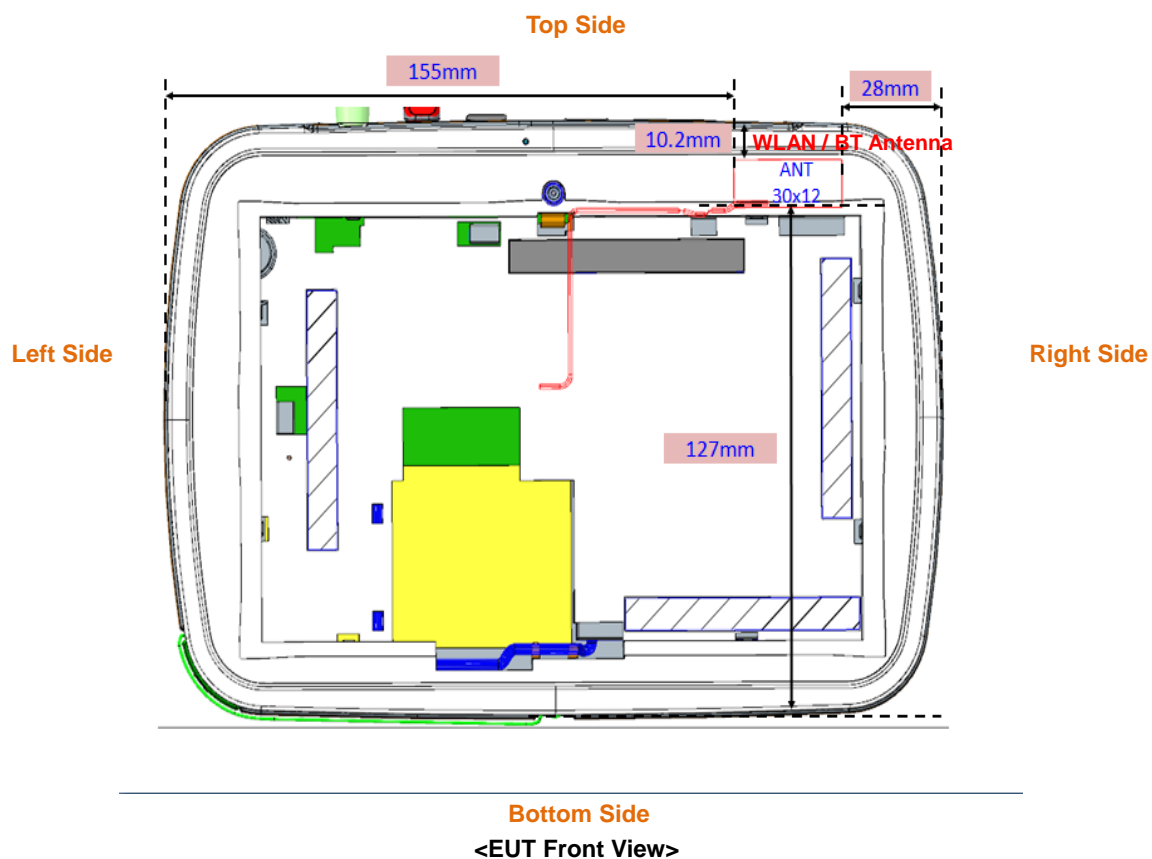 Top Side
155mm
28mm
10.2mm
WLAN / BT Antenna
ANT
30x12
Left Side
Right Side
127mm
Bottom Side
<EUT Front View>